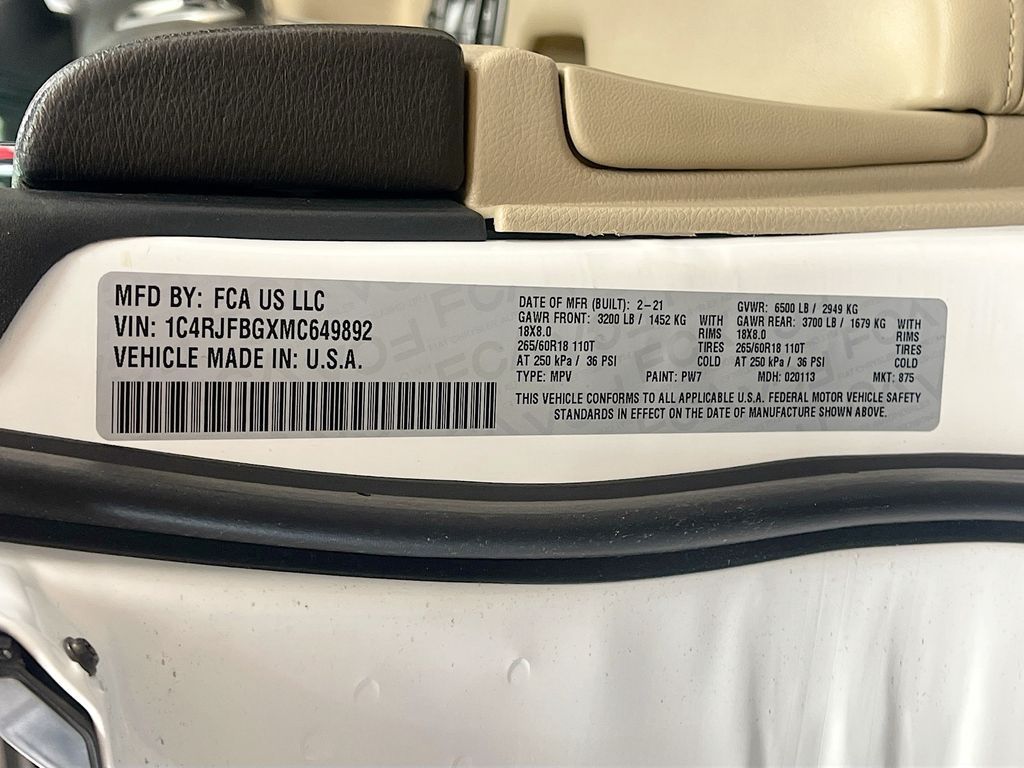 MFD BY: FCA US LLC
VIN: 1C4RJFBGXMC649892
VEHICLE MADE IN: U.S.A.
DATE OF MFR (BUILT): 2-21 GVWR: 6500 LB / 2949 KG
GAWR FRONT: 3200 LB / 1452 KG WITH GAWR REAR: 3700 LB / 1679 KG WITH
18X8.0 RIMS 18X8.0 RIMS
265/60R18 110T TIRES 265/60R18 110T TIRES
AT 250 kPa / 36 PSI COLD AT 250 kPa / 36 PSI COLD
TYPE: MPV PAINT: PW7 MDH: 020113 MKT: 875
THIS VEHICLE CONFORMS TO ALL APPLICABLE U.S.A. FEDERAL MOTOR VEHICLE SAFETY
STANDARDS IN EFFECT ON THE DATE OF MANUFACTURE SHOWN ABOVE.